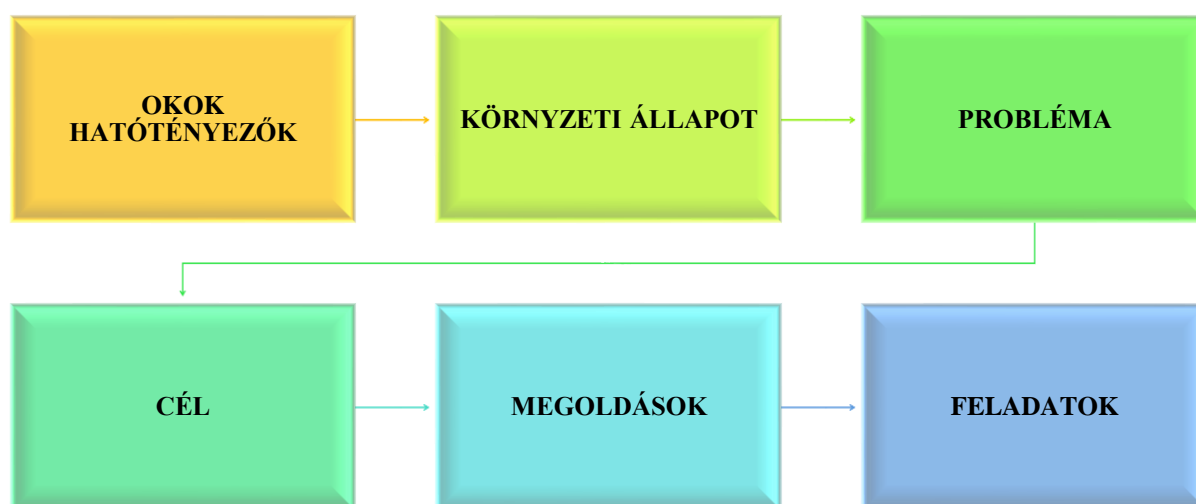 OKOK
HATÓTÉNYEZŐK
KÖRNYZETI ÁLLAPOT
PROBLÉMA
CÉL
MEGOLDÁSOK
FELADATOK